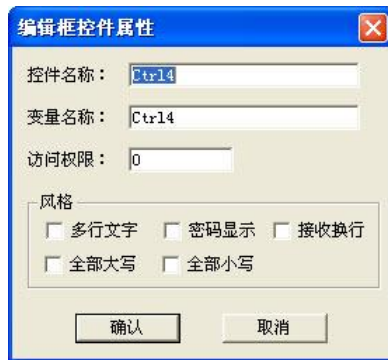 编辑框控件属性
控件名称： Ctrl4
变量名称： Ctrl4
访问权限： 0
风格
多行文字 密码显示 接收换行
全部大写 全部小写
确认 取消